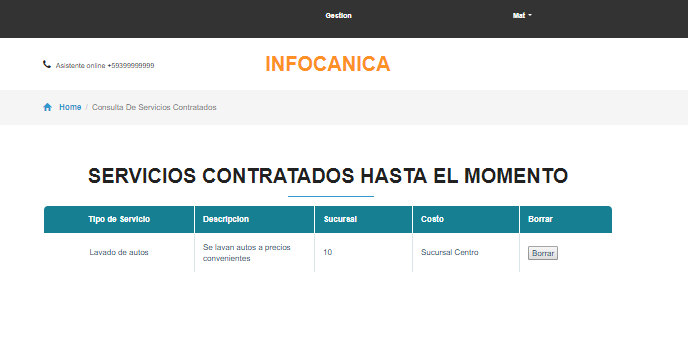 Gestion Mat
Asistente online +59399999999
INFOCANICA
Home / Consulta De Servicios Contratados
SERVICIOS CONTRATADOS HASTA EL MOMENTO
Tipo de Servicio Descripcion Sucursal Costo Borrar
Lavado de autos Se lavan autos a precios convenientes 10 Sucursal Centro Borrar